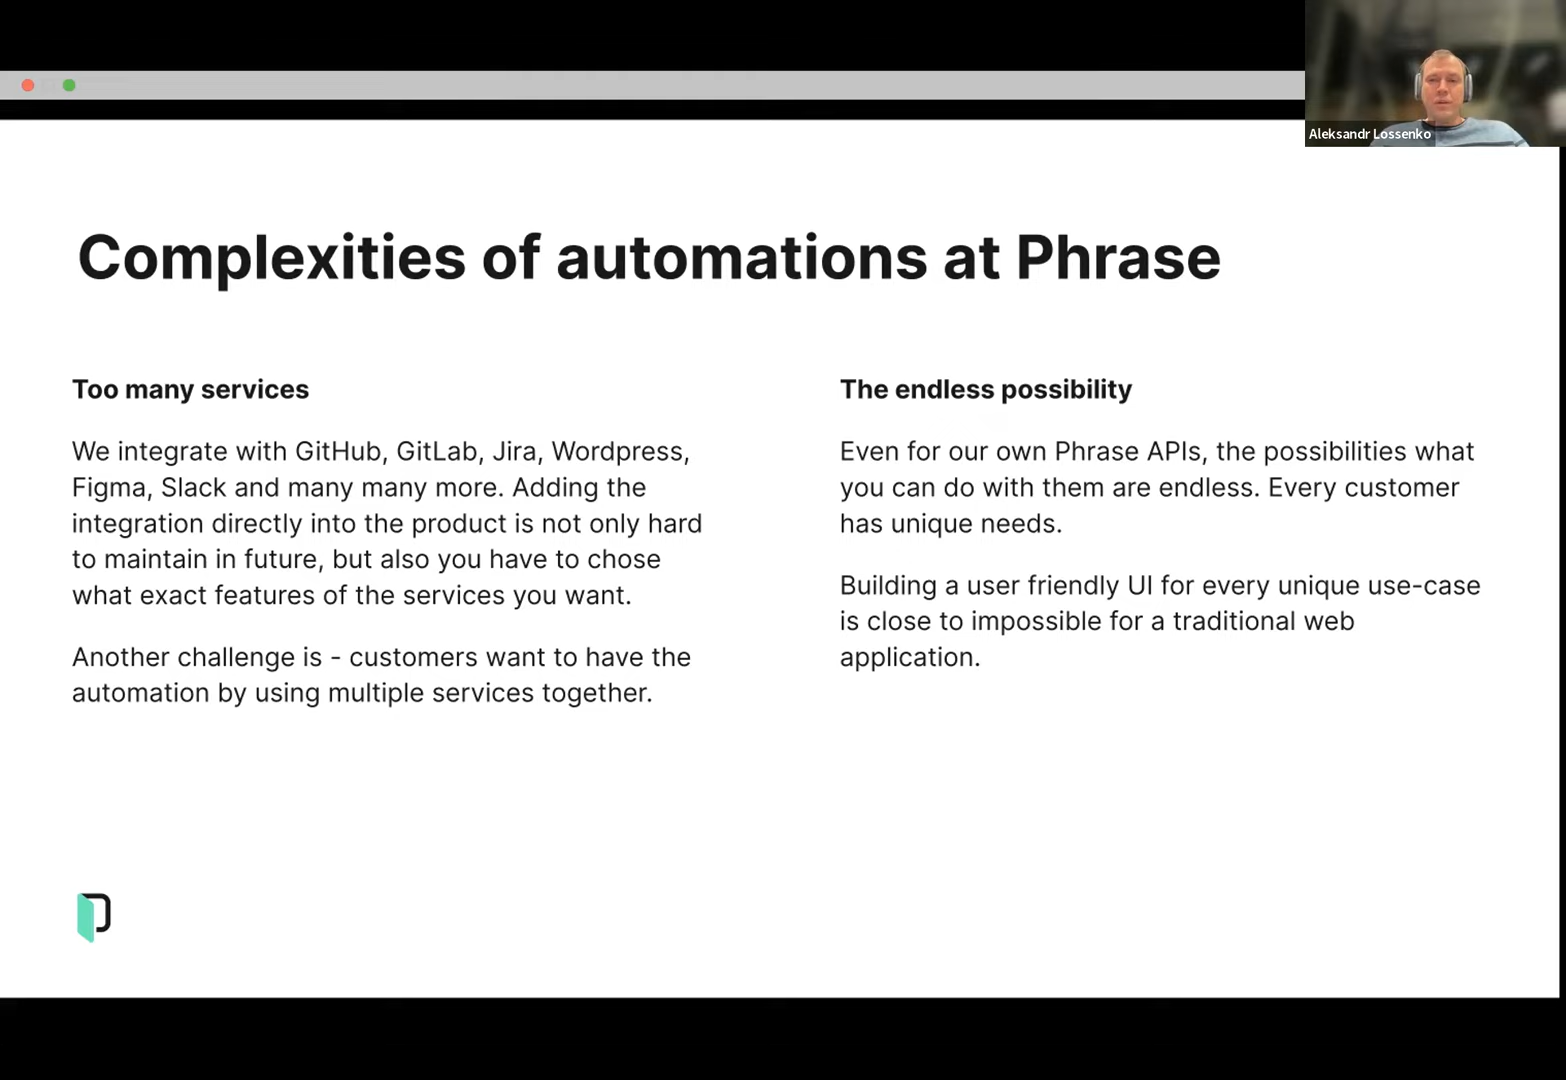 Aleksandr Lossenko
Complexities of automations at Phrase
Too many services
We integrate with GitHub, GitLab, Jira, Wordpress,
Figma, Slack and many many more. Adding the
integration directly into the product is not only hard
to maintain in future, but also you have to chose
what exact features of the services you want.
Another challenge is - customers want to have the
automation by using multiple services together.
The endless possibility
Even for our own Phrase APIs, the possibilities what
you can do with them are endless. Every customer
has unique needs.
Building a user friendly UI for every unique use-case
is close to impossible for a traditional web
application.